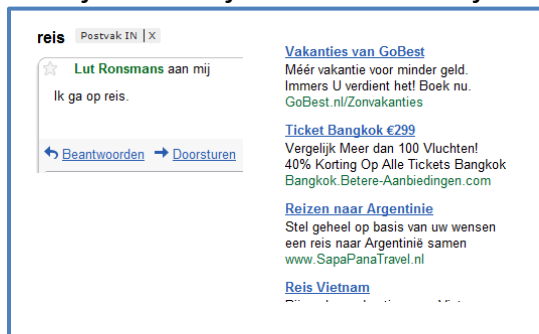 reis Postvak IN | X
Lut Ronsmans aan mij
Ik ga op reis.
Beantwoorden Doorsturen
Vakanties van GoBest
Méér vakantie voor minder geld.
Immers U verdient het! Boek nu.
GoBest.nl/Zonvakanties
Ticket Bangkok €299
Vergelijk Meer dan 100 Vluchten!
40% Korting Op Alle Tickets Bangkok
Bangkok.Betere-Aanbiedingen.com
Reizen naar Argentinie
Stel geheel op basis van uw wensen
een reis naar Argentinië samen
www.SapaPanaTravel.nl
Reis Vietnam